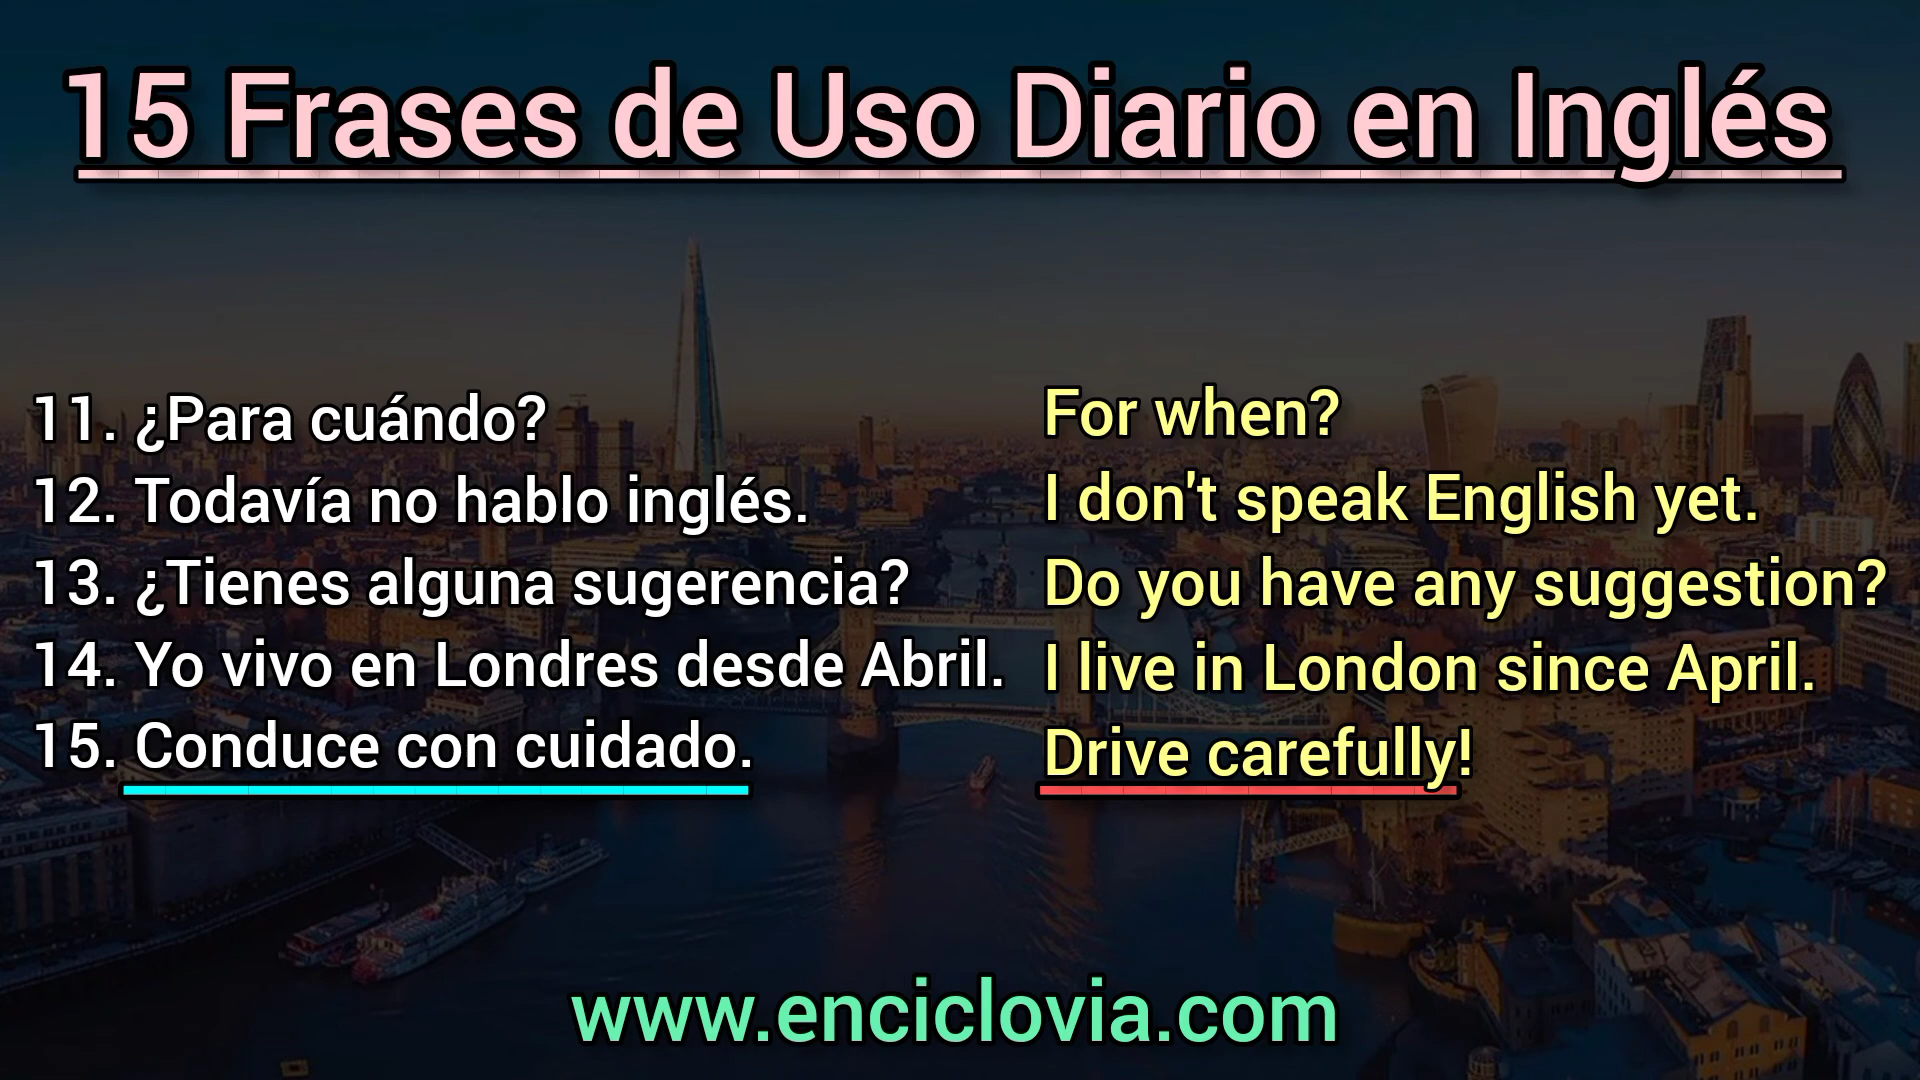 15 Frases de Uso Diario en Inglés
11. ¿Para cuándo? For when?
12. Todavía no hablo inglés. I don't speak English yet.
13. ¿Tienes alguna sugerencia? Do you have any suggestion?
14. Yo vivo en Londres desde Abril. I live in London since April.
15. Conduce con cuidado. Drive carefully!
www.enciclovia.com